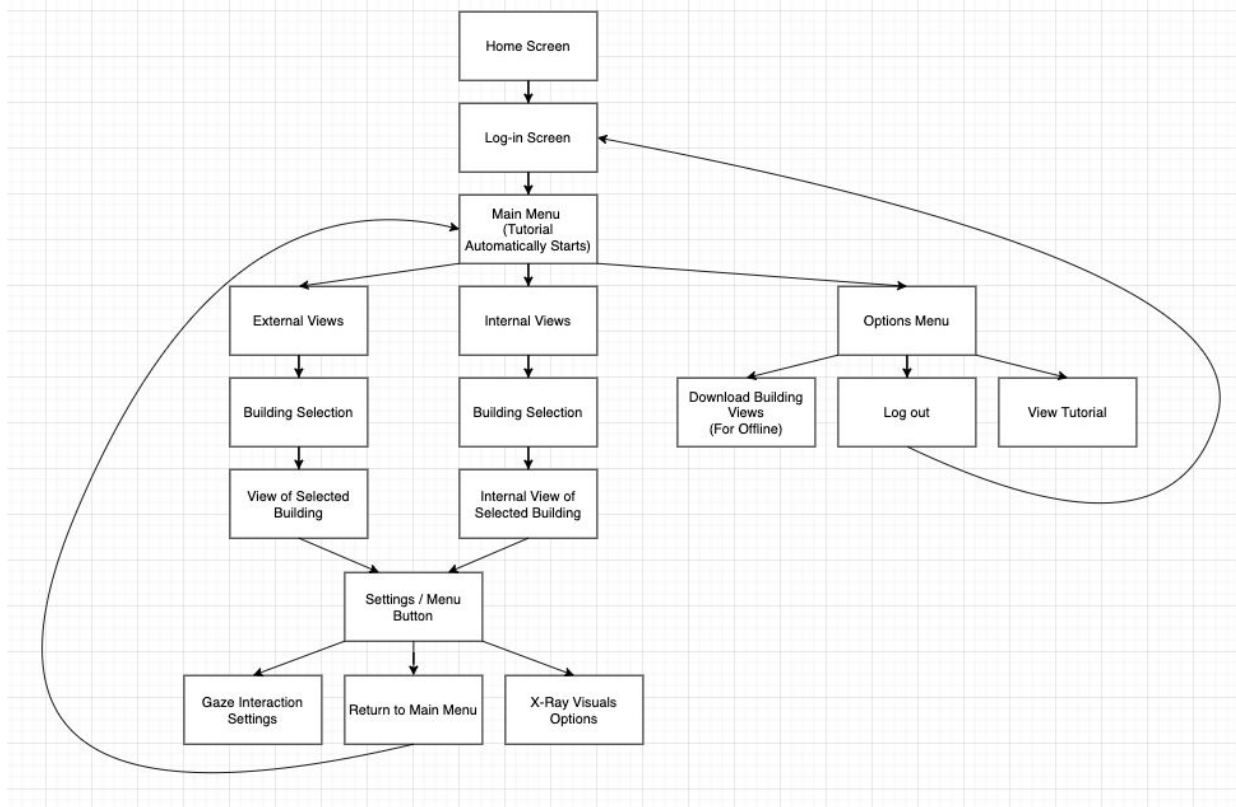 Home Screen
Log-in Screen
Main Menu
(Tutorial
Automatically Starts)
External Views
Internal Views
Options Menu
Building Selection
Building Selection
Download Building
Views
(For Offline)
Log out
View Tutorial
View of Selected
Building
Internal View of
Selected Building
Settings / Menu
Button
Gaze Interaction
Settings
Return to Main Menu
X-Ray Visuals
Options